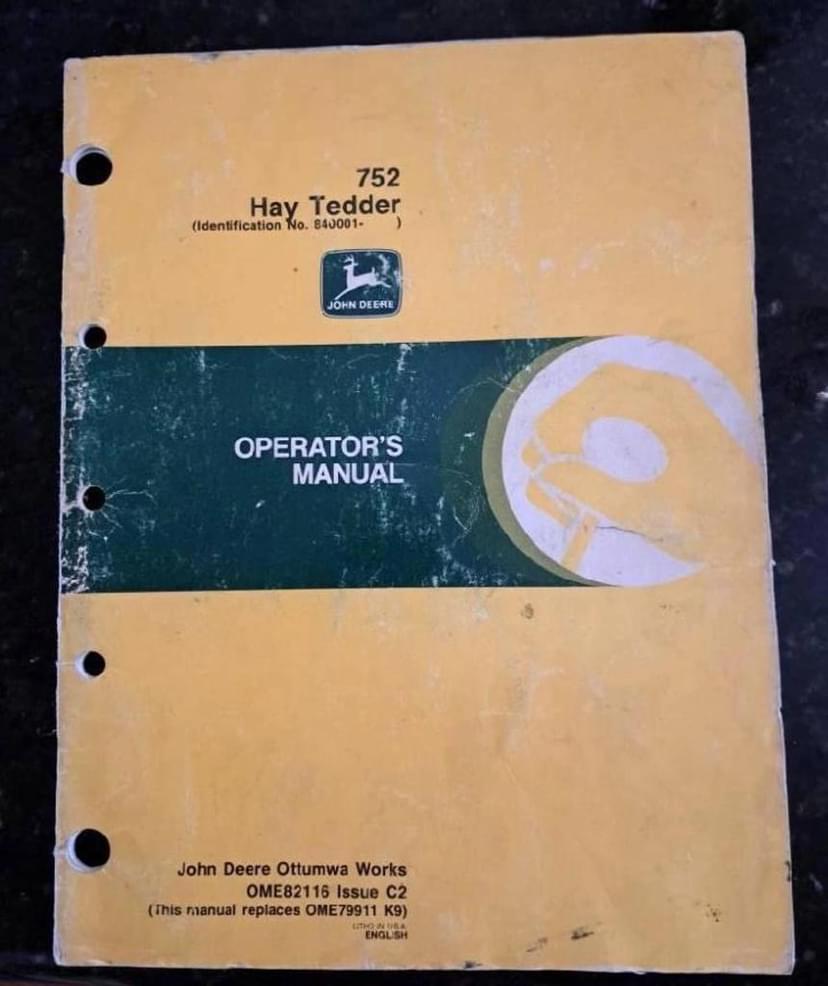 752
Hay Tedder
(Identification No. 840001- )
JOHN DEERE
OPERATOR'S
MANUAL
John Deere Ottumwa Works
OME82116 Issue C2
(This manual replaces OME79911 K9)
LITHO IN U.S.A.
ENGLISH